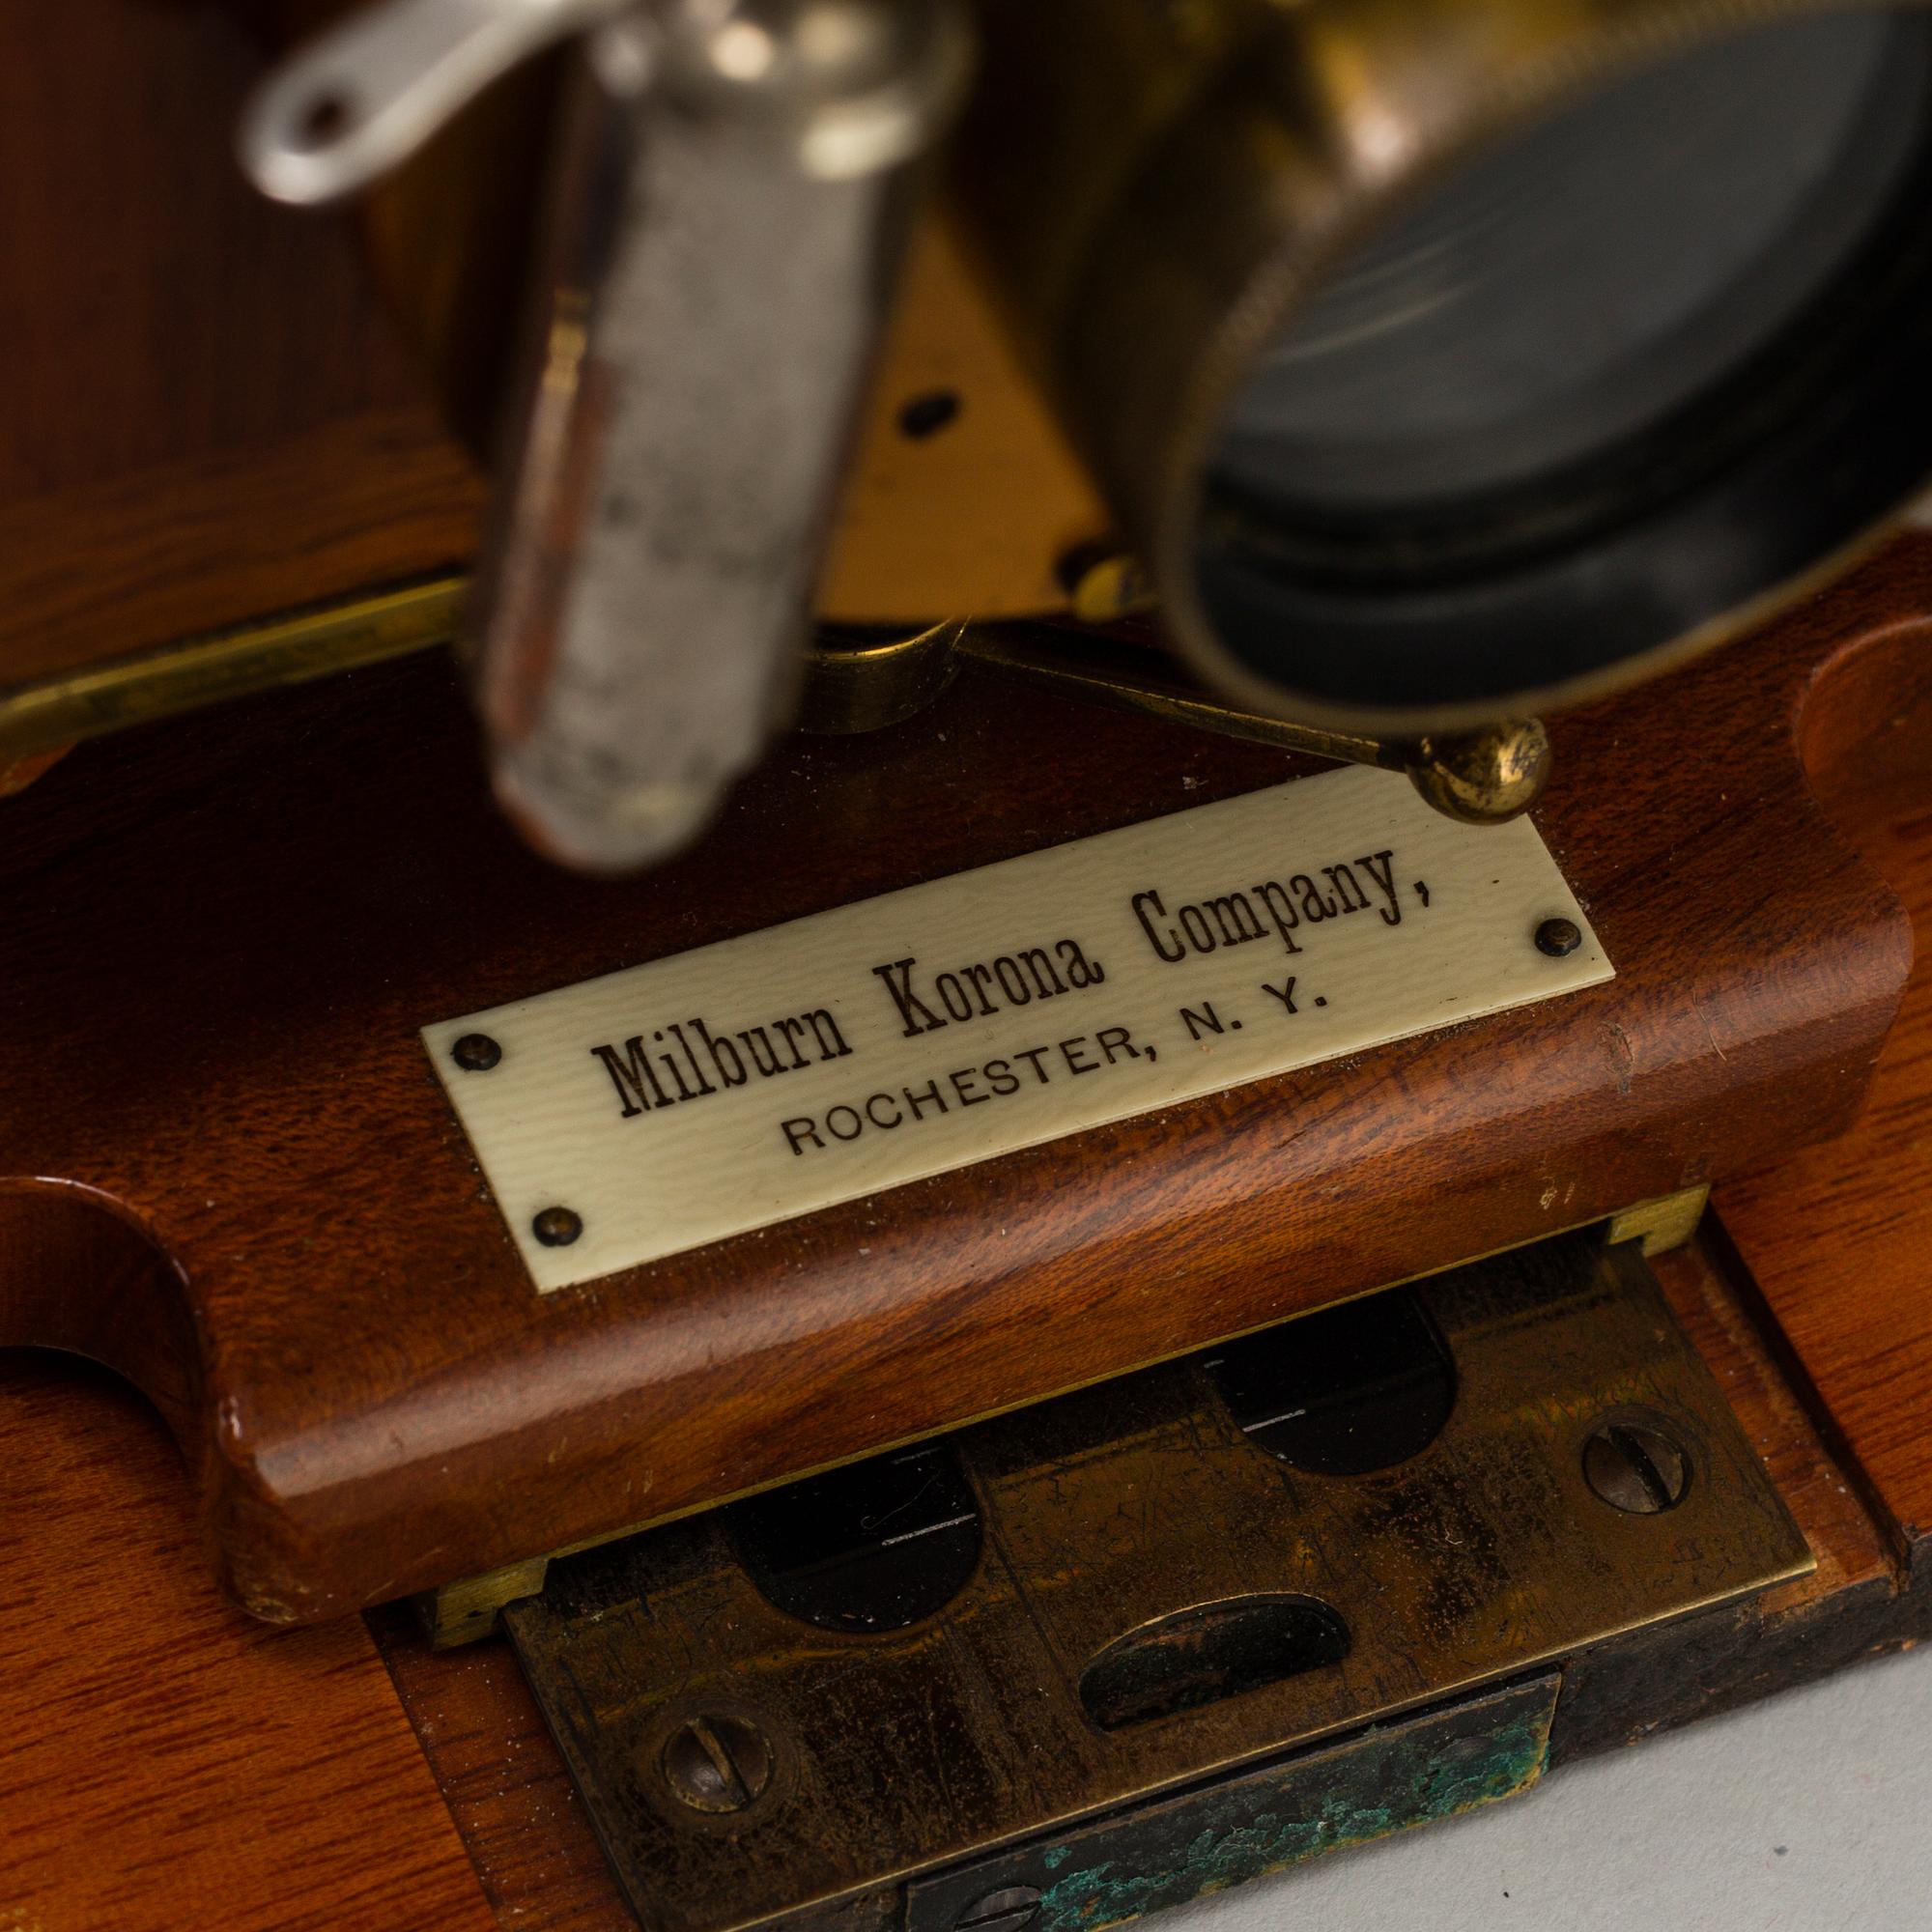 Milburn Korona Company,
ROCHESTER, N. Y.